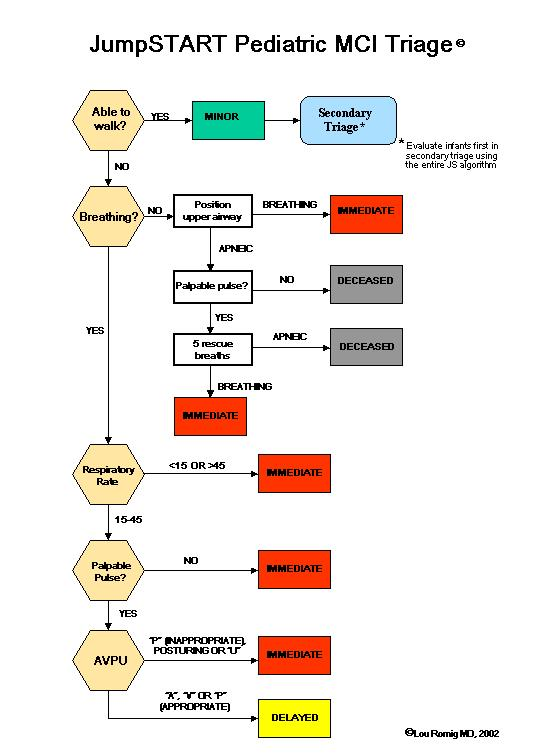 JumpSTART Pediatric MCI Triage©
Able to
walk?
YES
MINOR
Secondary
Triage*
* Evaluate infants first in
secondary triage using
the entire JS algorithm
NO
Breathing?
NO
Position
upper airway
BREATHING
IMMEDIATE
APNEIC
Palpable pulse?
NO
DECEASED
YES
YES
5 rescue
breaths
APNEIC
DECEASED
BREATHING
IMMEDIATE
Respiratory
Rate
<15 OR >45
IMMEDIATE
15-45
Palpable
Pulse?
NO
IMMEDIATE
YES
AVPU
"P" (INAPPROPRIATE),
POSTURING OR "U"
IMMEDIATE
"A", "V" OR "P"
(APPROPRIATE)
DELAYED
©Lou Romig MD, 2002